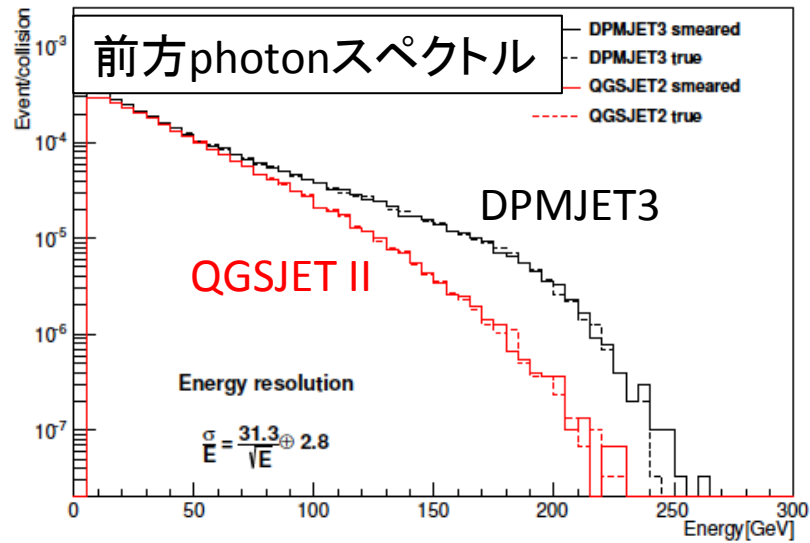 前方photonスペクトル
DPMJET3 smeared
DPMJET3 true
QGSJET2 smeared
QGSJET2 true
Event/collision
10⁻³
10⁻⁴
10⁻⁵
10⁻⁶
10⁻⁷
DPMJET3
QGSJET II
Energy resolution
σ/E = 31.3/√E ⊕ 2.8
0 50 100 150 200 250 300
Energy[GeV]